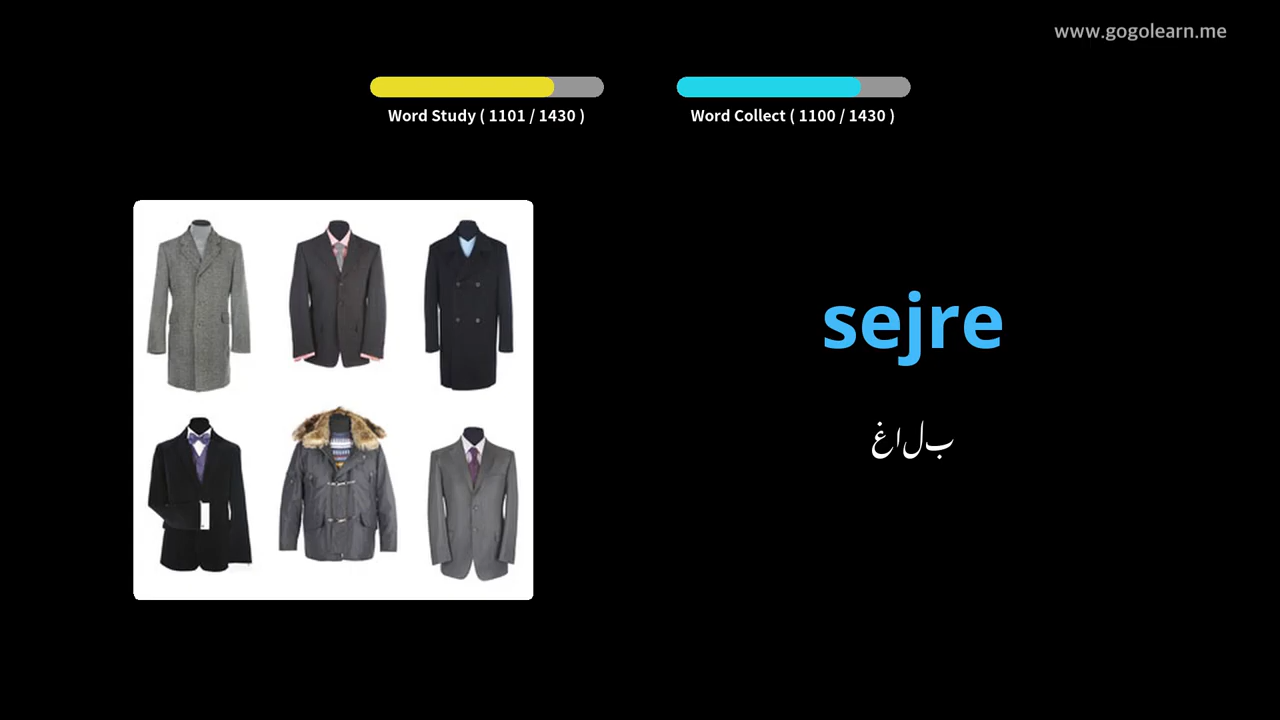 www.gogolearn.me
Word Study ( 1101 / 1430 )
Word Collect ( 1100 / 1430 )
sejre
بلاغ